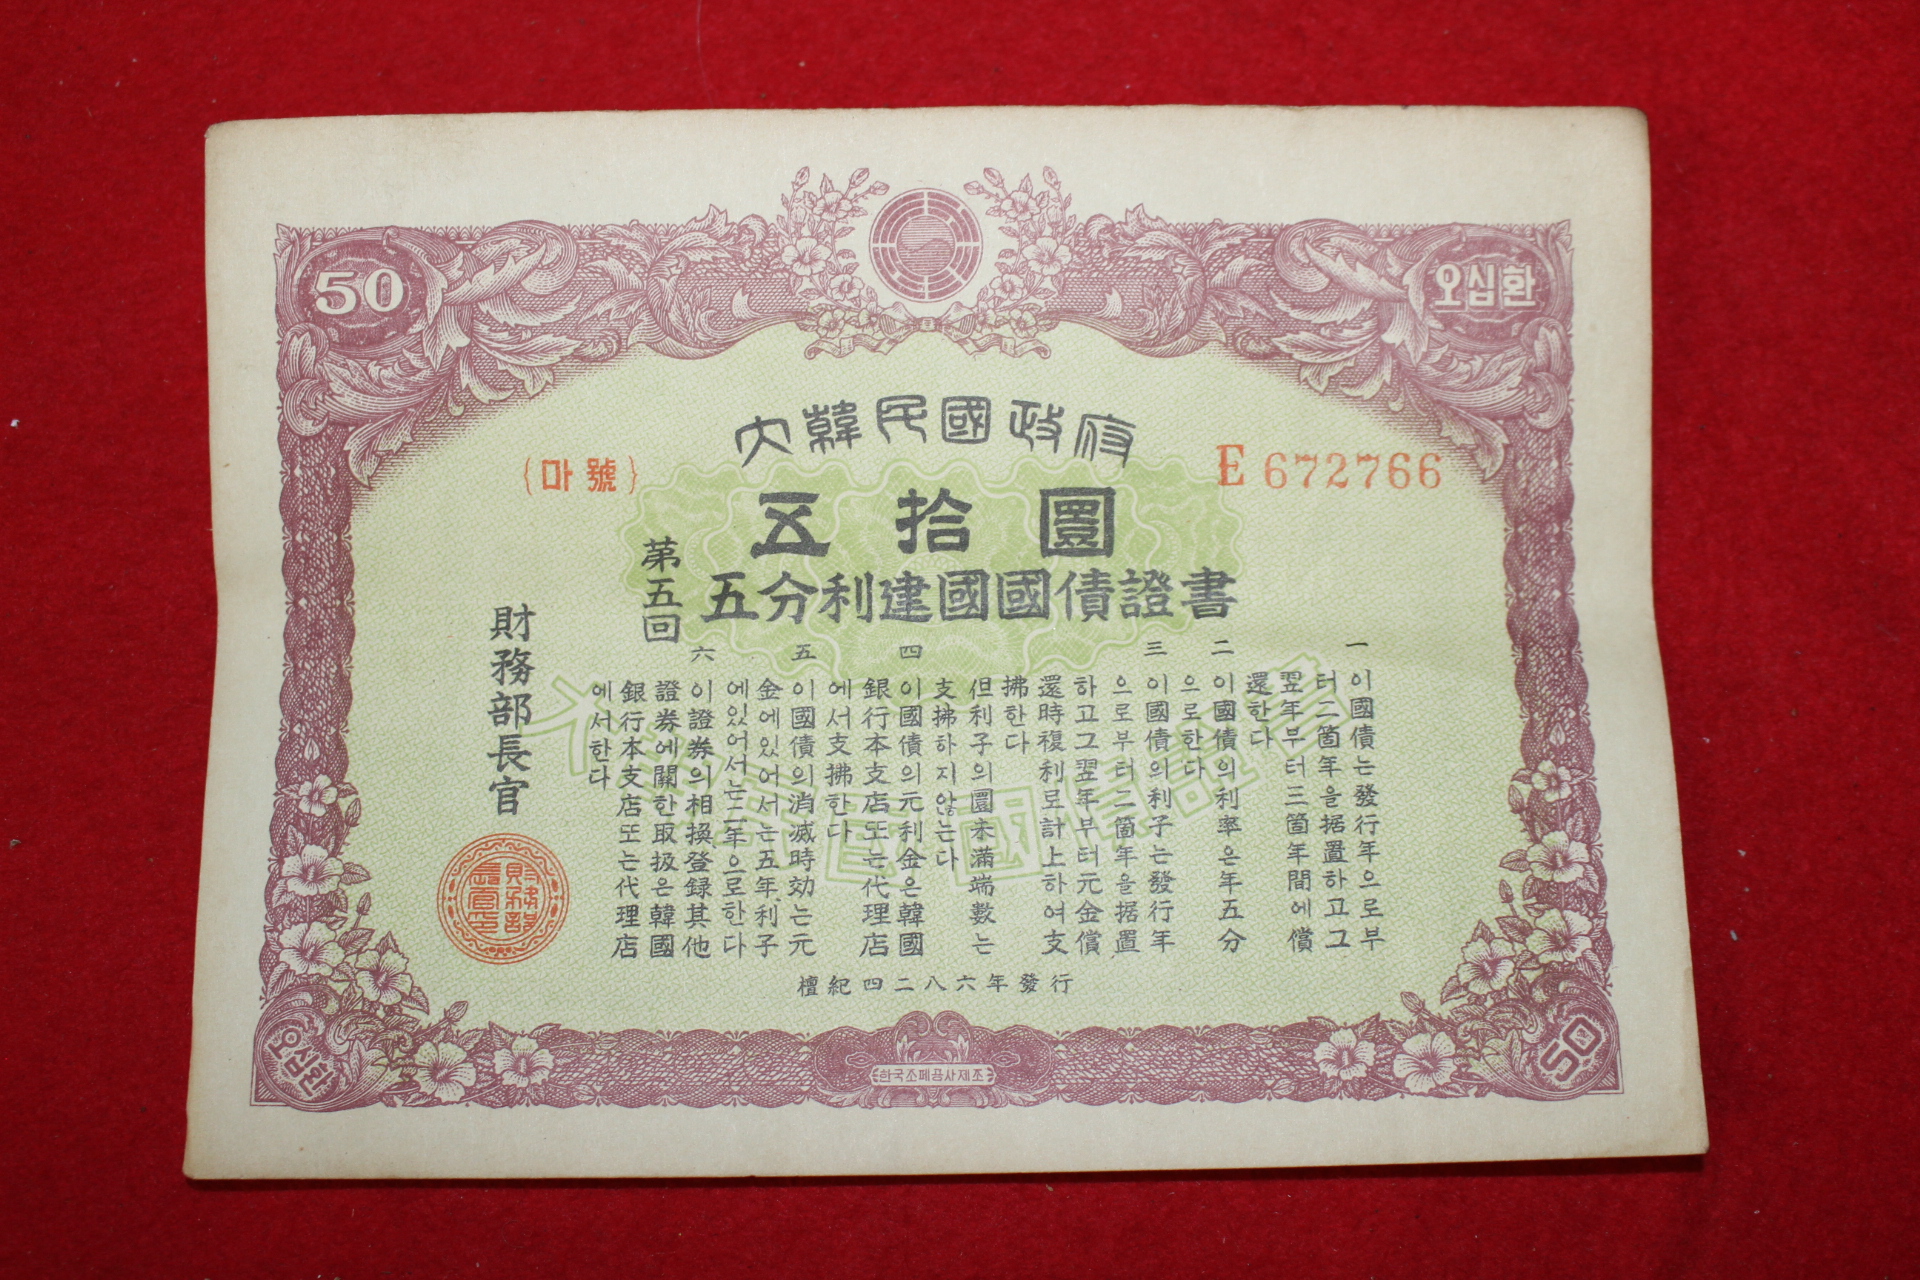 50
오십환
大韓民國政府
(마號)
E 672766
五拾圜
第五回
五分利建國國債證書
一 이國債는發行年으로부
터二箇年을据置하고그
翌年부터三箇年間에償
還한다
二 이國債의利率은年五分
으로한다
三 이國債의利子는發行年
으로부터二箇年을据置
하고그翌年부터元金償
還時複利로計上하여支
拂한다
但利子의圜未滿端數는
支拂하지않는다
四 이國債의元利金은韓國
銀行本支店또는代理店
에서支拂한다
五 이國債의消滅時効는元
金에있어서는五年利子
에있어서는二年으로한다
六 이證券의相換登録其他
證券에關한取扱은韓國
銀行本支店또는代理店
에서한다
財務部長官
財務部長官印
檀紀四二八六年發行
오십환
한국조폐공사제조
50